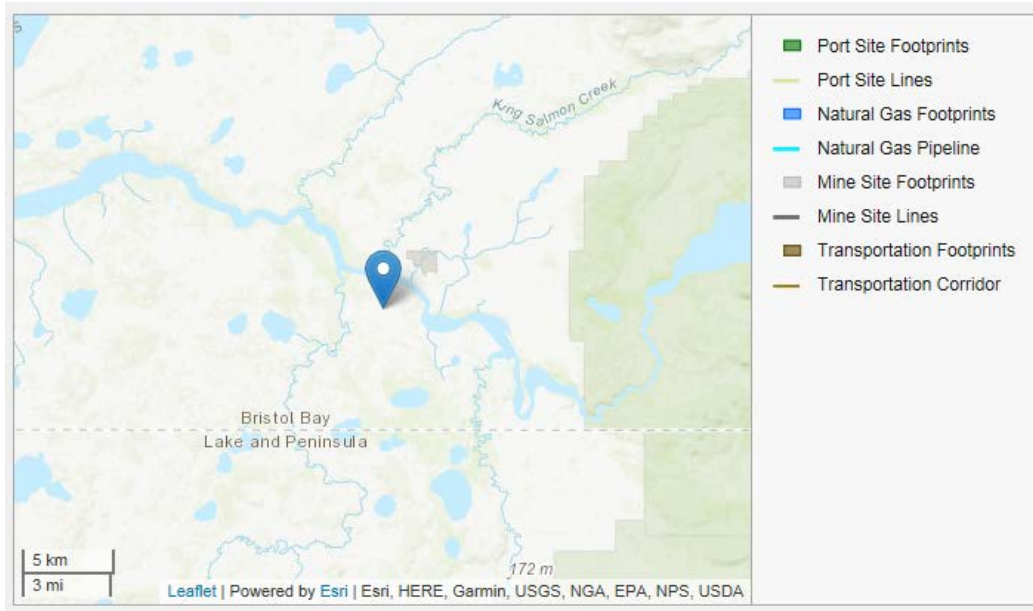 King Salmon Creek
Bristol Bay
Lake and Peninsula
172 m
5 km
3 mi
Leaflet | Powered by Esri | Esri, HERE, Garmin, USGS, NGA, EPA, NPS, USDA
Port Site Footprints
Port Site Lines
Natural Gas Footprints
Natural Gas Pipeline
Mine Site Footprints
Mine Site Lines
Transportation Footprints
Transportation Corridor